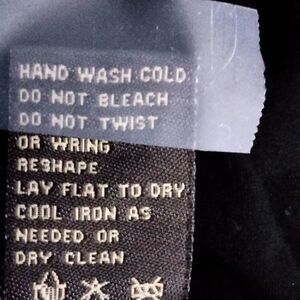 HAND WASH COLD
DO NOT BLEACH
DO NOT TWIST
OR WRING
RESHAPE
LAY FLAT TO DRY
COOL IRON AS
NEEDED OR
DRY CLEAN